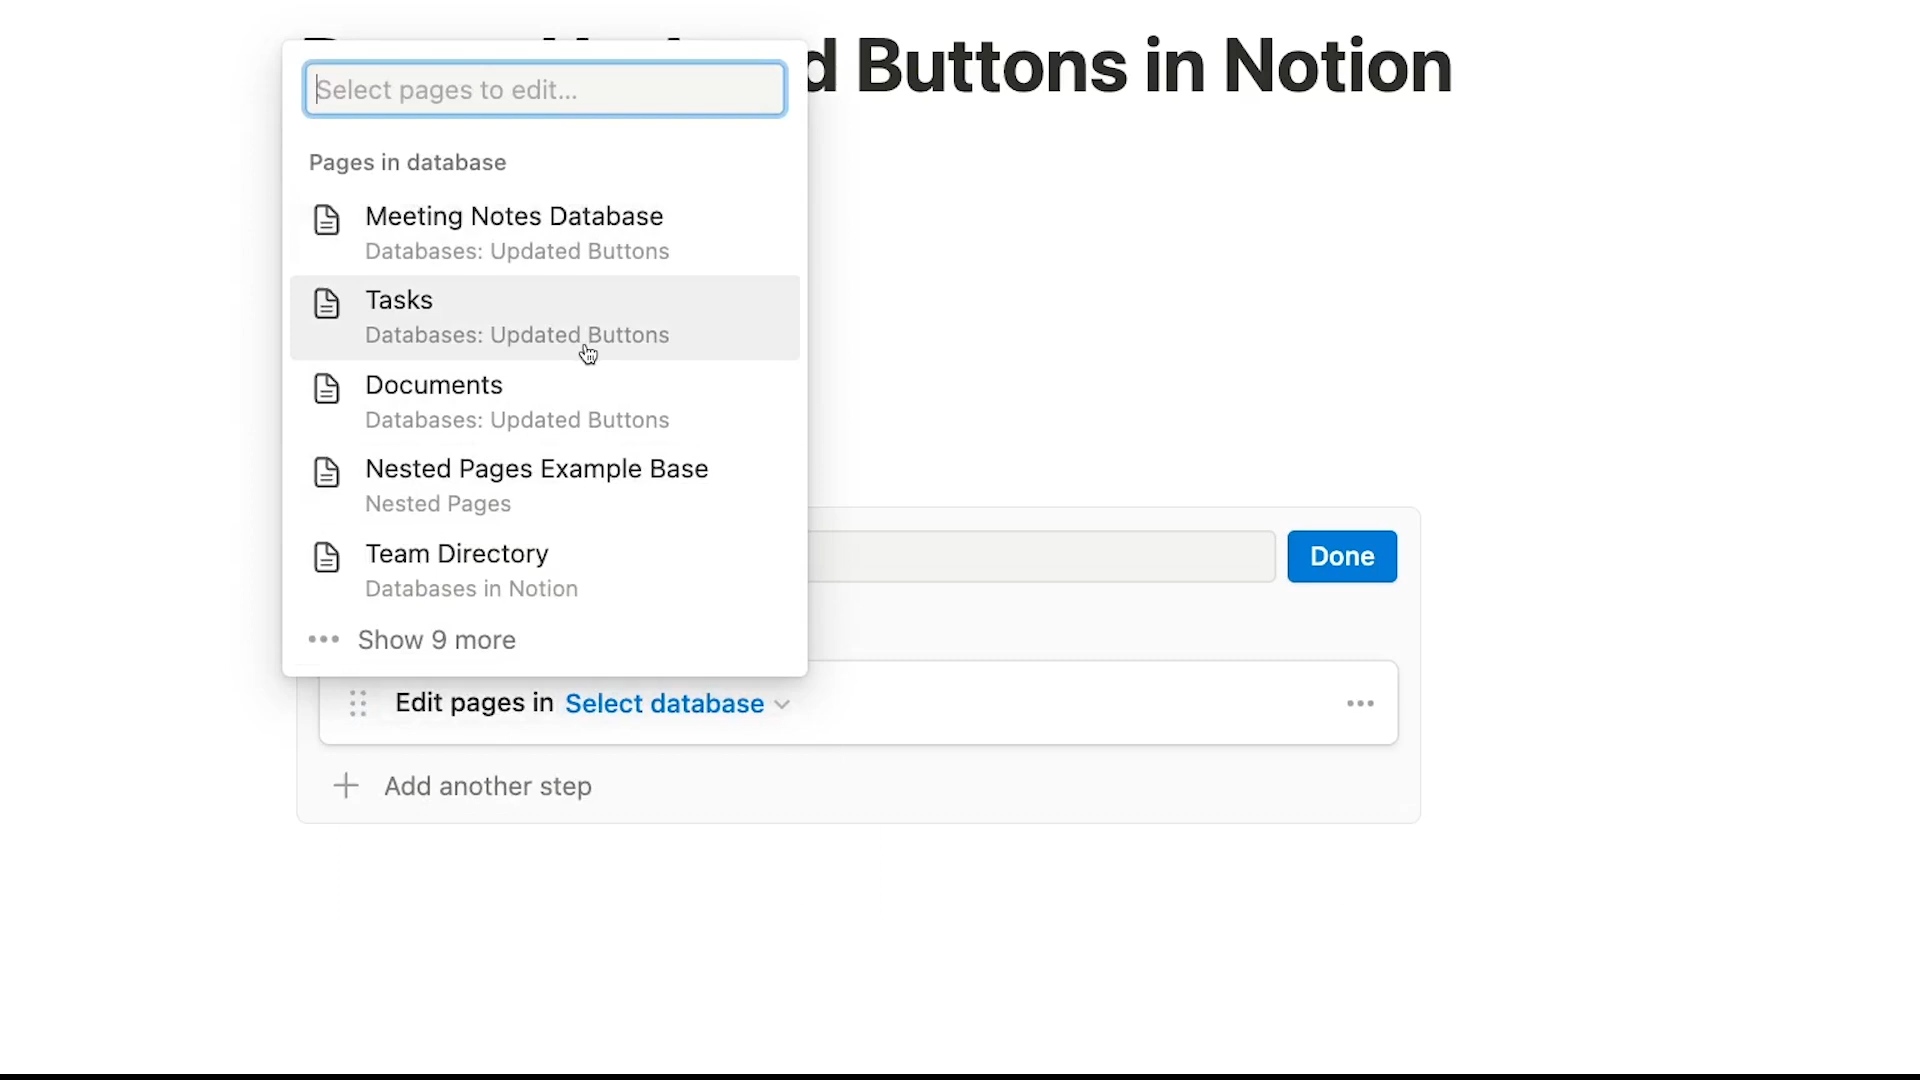 d Buttons in Notion
Select pages to edit...
Pages in database
Meeting Notes Database
Databases: Updated Buttons
Tasks
Databases: Updated Buttons
Documents
Databases: Updated Buttons
Nested Pages Example Base
Nested Pages
Team Directory
Databases in Notion
Show 9 more
Done
Edit pages in Select database
Add another step